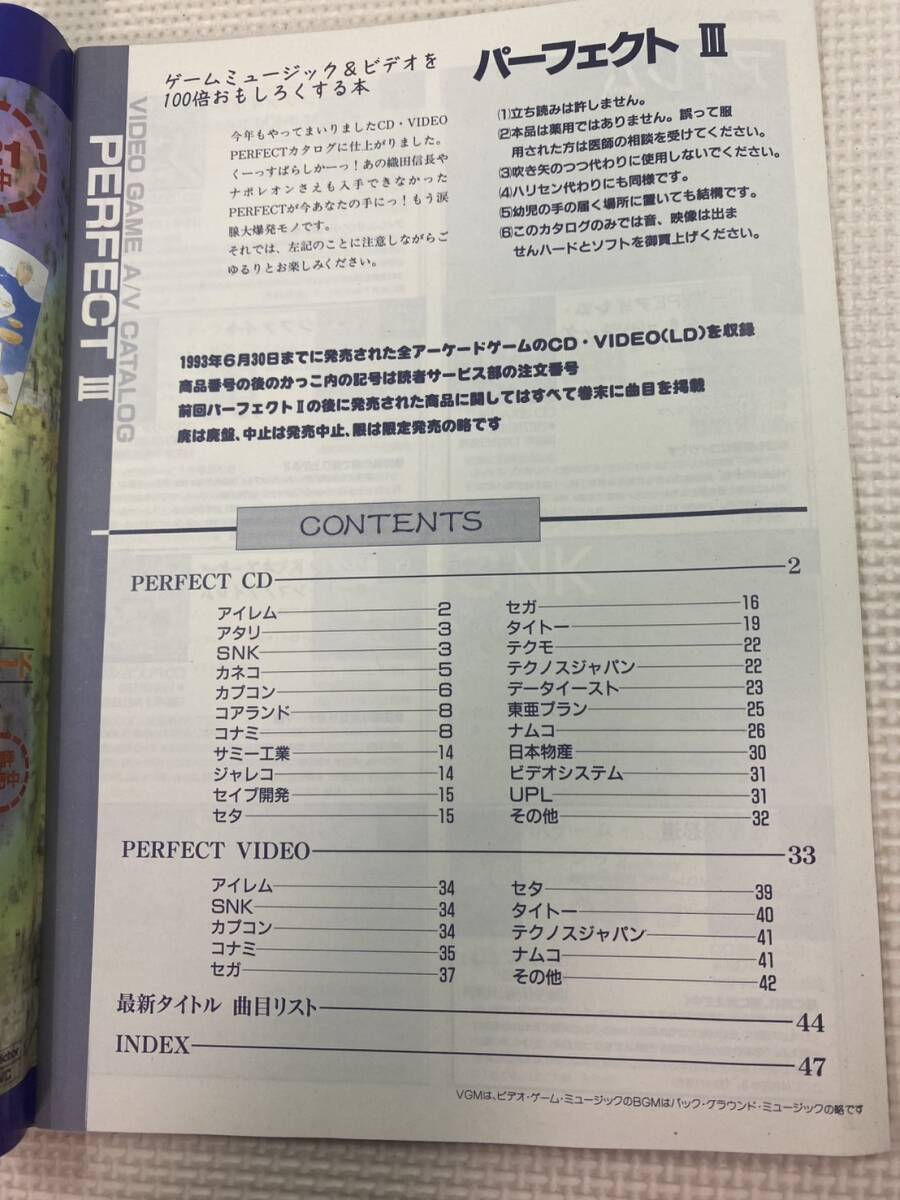 ゲームミュージック&ビデオを
100倍おもしろくする本
今年もやってまいりましたCD・VIDEO
PERFECTカタログに仕上がりました。
くーっすばらしかーっ!あの織田信長や
ナポレオンさえも入手できなかった
PERFECTが今あなたの手にっ!もう涙
腺大爆発モノです。
それでは、左記のことに注意しながらご
ゆるりとお楽しみください。
パーフェクト III
(1)立ち読みは許しません。
(2)本品は薬用ではありません。誤って服
用された方は医師の相談を受けてください。
(3)吹き矢のつつ代わりに使用しないでください。
(4)ハリセン代わりにも同様です。
(5)幼児の手の届く場所に置いても結構です。
(6)このカタログのみでは音、映像は出ま
せんハードとソフトを御買上げください。
VIDEO GAME A/V CATALOG
PERFECT III
1993年6月30日までに発売された全アーケードゲームのCD・VIDEO(LD)を収録
商品番号の後のかっこ内の記号は読者サービス部の注文番号
前回パーフェクトIIの後に発売された商品に関してはすべて巻末に曲目を掲載
廃は廃盤、中止は発売中止、限は限定発売の略です
CONTENTS
PERFECT CD 2
アイレム 2
アタリ 3
SNK 3
カネコ 5
カプコン 6
コアランド 8
コナミ 8
サミー工業 14
ジャレコ 14
セイブ開発 15
セタ 15
セガ 16
タイトー 19
テクモ 22
テクノスジャパン 22
データイースト 23
東亜プラン 25
ナムコ 26
日本物産 30
ビデオシステム 31
UPL 31
その他 32
PERFECT VIDEO 33
アイレム 34
SNK 34
カプコン 34
コナミ 35
セガ 37
セタ 39
タイトー 40
テクノスジャパン 41
ナムコ 41
その他 42
最新タイトル 曲目リスト 44
INDEX 47
VGMは、ビデオ・ゲーム・ミュージックのBGMはバック・グラウンド・ミュージックの略です